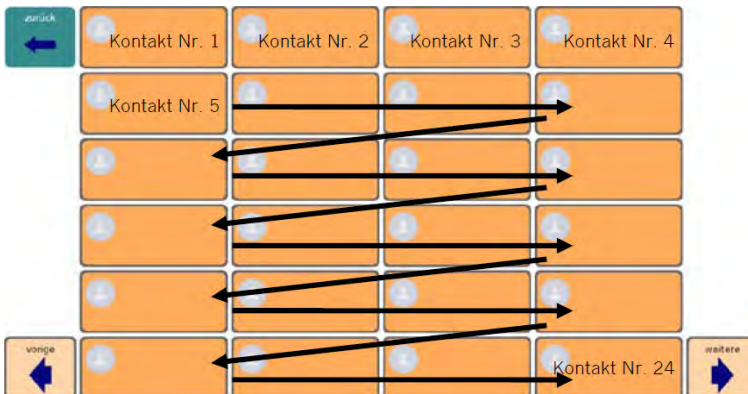 zurück
Kontakt Nr. 1
Kontakt Nr. 2
Kontakt Nr. 3
Kontakt Nr. 4
Kontakt Nr. 5
vorige
Kontakt Nr. 24
weitere